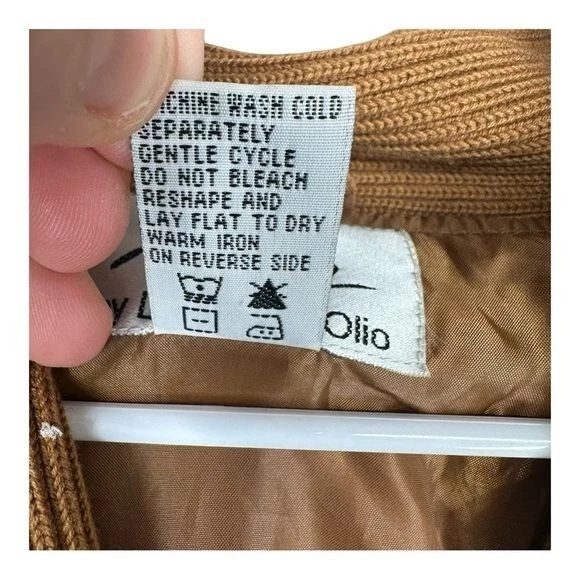 MACHINE WASH COLD
SEPARATELY
GENTLE CYCLE
DO NOT BLEACH
RESHAPE AND
LAY FLAT TO DRY
WARM IRON
ON REVERSE SIDE
Olio